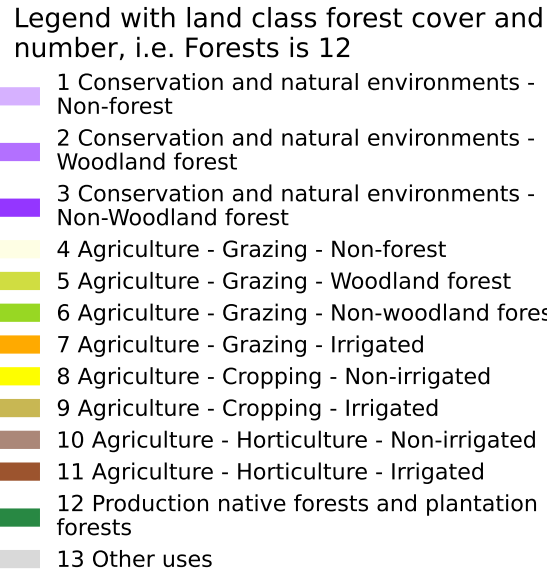 Legend with land class forest cover and
number, i.e. Forests is 12
1 Conservation and natural environments -
Non-forest
2 Conservation and natural environments -
Woodland forest
3 Conservation and natural environments -
Non-Woodland forest
4 Agriculture - Grazing - Non-forest
5 Agriculture - Grazing - Woodland forest
6 Agriculture - Grazing - Non-woodland fores
7 Agriculture - Grazing - Irrigated
8 Agriculture - Cropping - Non-irrigated
9 Agriculture - Cropping - Irrigated
10 Agriculture - Horticulture - Non-irrigated
11 Agriculture - Horticulture - Irrigated
12 Production native forests and plantation
forests
13 Other uses